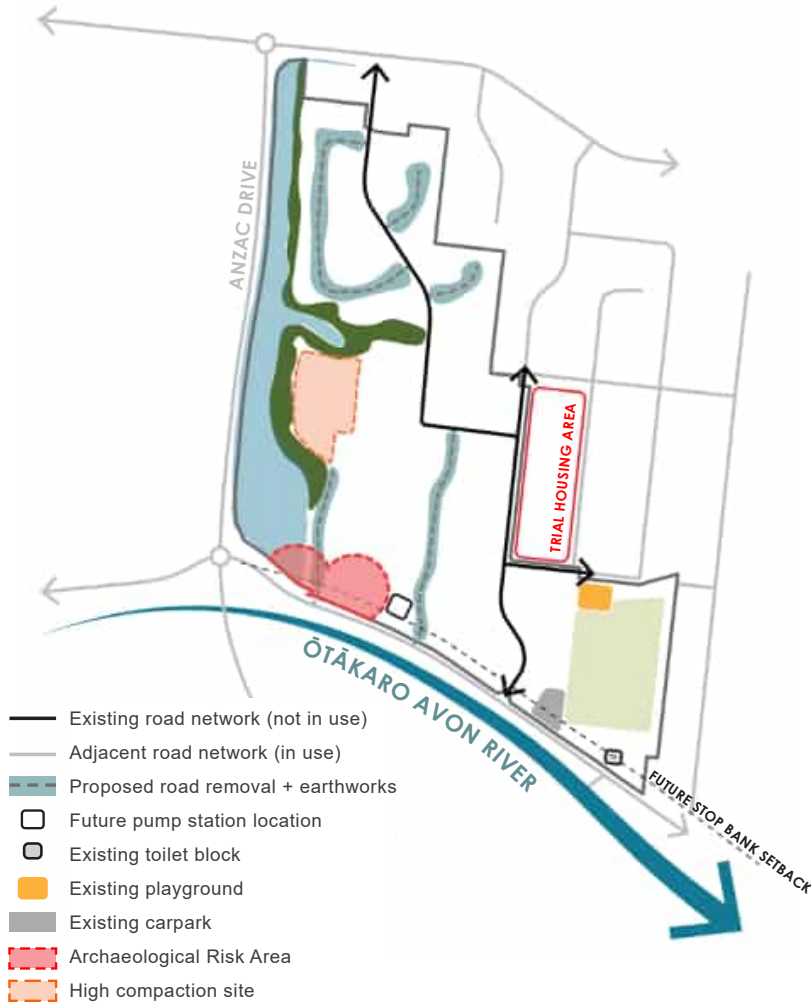 ANZAC DRIVE
TRIAL HOUSING AREA
ŌTĀKARO AVON RIVER
FUTURE STOP BANK SETBACK
Existing road network (not in use)
Adjacent road network (in use)
Proposed road removal + earthworks
Future pump station location
Existing toilet block
Existing playground
Existing carpark
Archaeological Risk Area
High compaction site